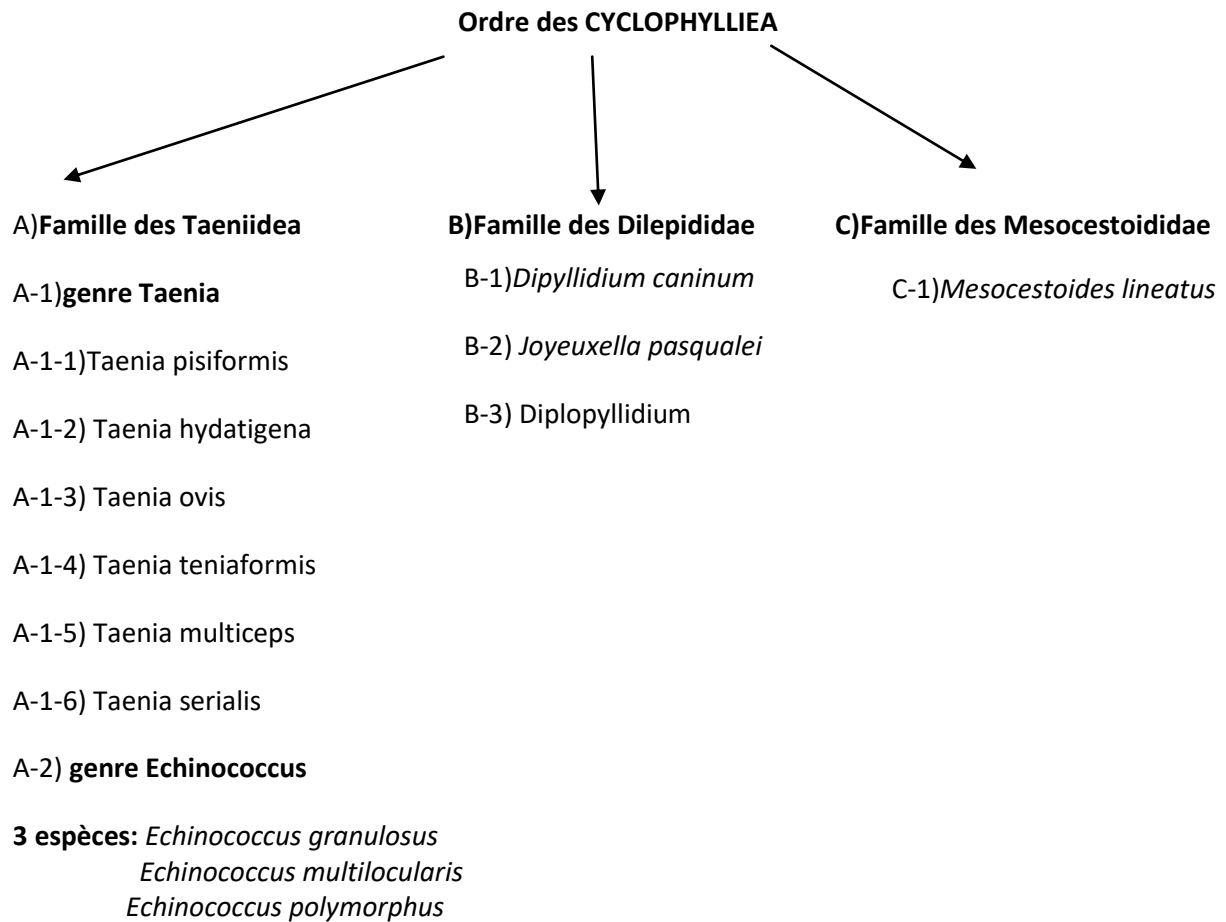 Ordre des CYCLOPHYLLIEA
A)Famille des Taeniidea
A-1)genre Taenia
A-1-1)Taenia pisiformis
A-1-2) Taenia hydatigena
A-1-3) Taenia ovis
A-1-4) Taenia teniaformis
A-1-5) Taenia multiceps
A-1-6) Taenia serialis
A-2) genre Echinococcus
3 espèces: Echinococcus granulosus
Echinococcus multilocularis
Echinococcus polymorphus
B)Famille des Dilepididae
B-1)Dipyllidium caninum
B-2) Joyeuxella pasqualei
B-3) Diplopyllidium
C)Famille des Mesocestoididae
C-1)Mesocestoides lineatus